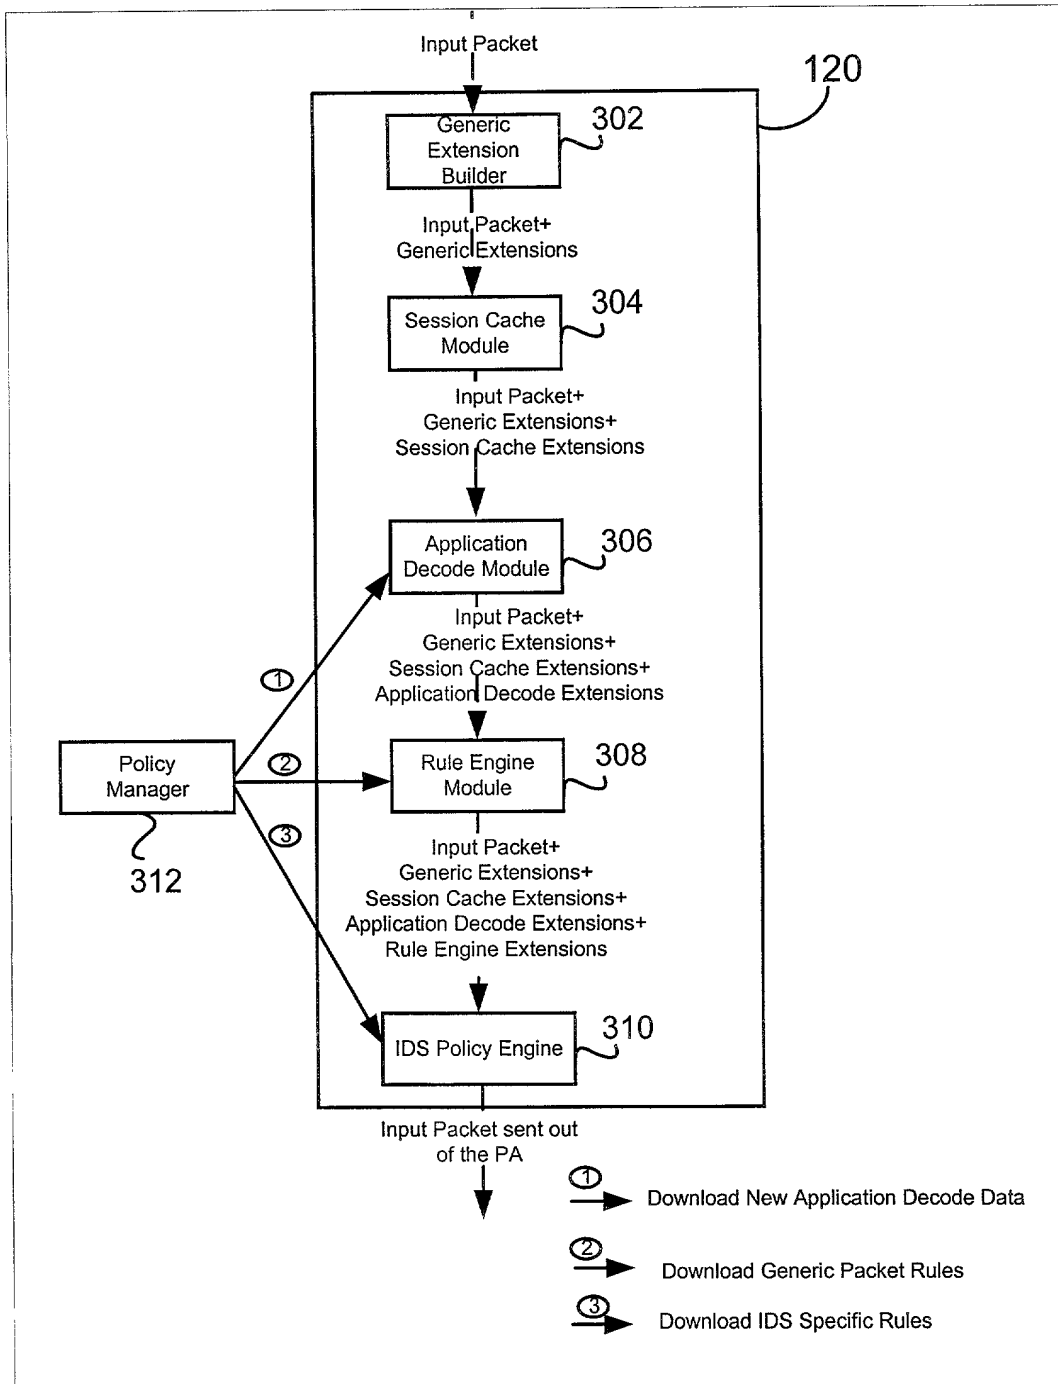 Input Packet
120
Generic
Extension
Builder
302
Input Packet+
Generic Extensions
Session Cache
Module
304
Input Packet+
Generic Extensions+
Session Cache Extensions
Application
Decode Module
306
Input Packet+
Generic Extensions+
Session Cache Extensions+
Application Decode Extensions
1
Policy
Manager
312
2
Rule Engine
Module
308
3
Input Packet+
Generic Extensions+
Session Cache Extensions+
Application Decode Extensions+
Rule Engine Extensions
IDS Policy Engine
310
Input Packet sent out
of the PA
1
Download New Application Decode Data
2
Download Generic Packet Rules
3
Download IDS Specific Rules